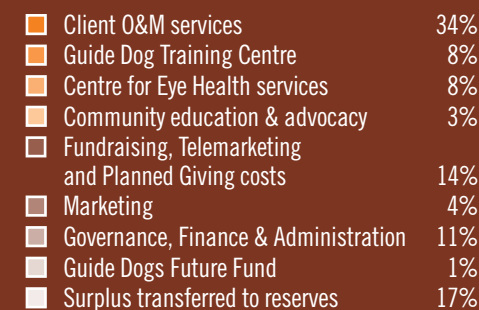 Client O&M services 34%
Guide Dog Training Centre 8%
Centre for Eye Health services 8%
Community education & advocacy 3%
Fundraising, Telemarketing
and Planned Giving costs 14%
Marketing 4%
Governance, Finance & Administration 11%
Guide Dogs Future Fund 1%
Surplus transferred to reserves 17%